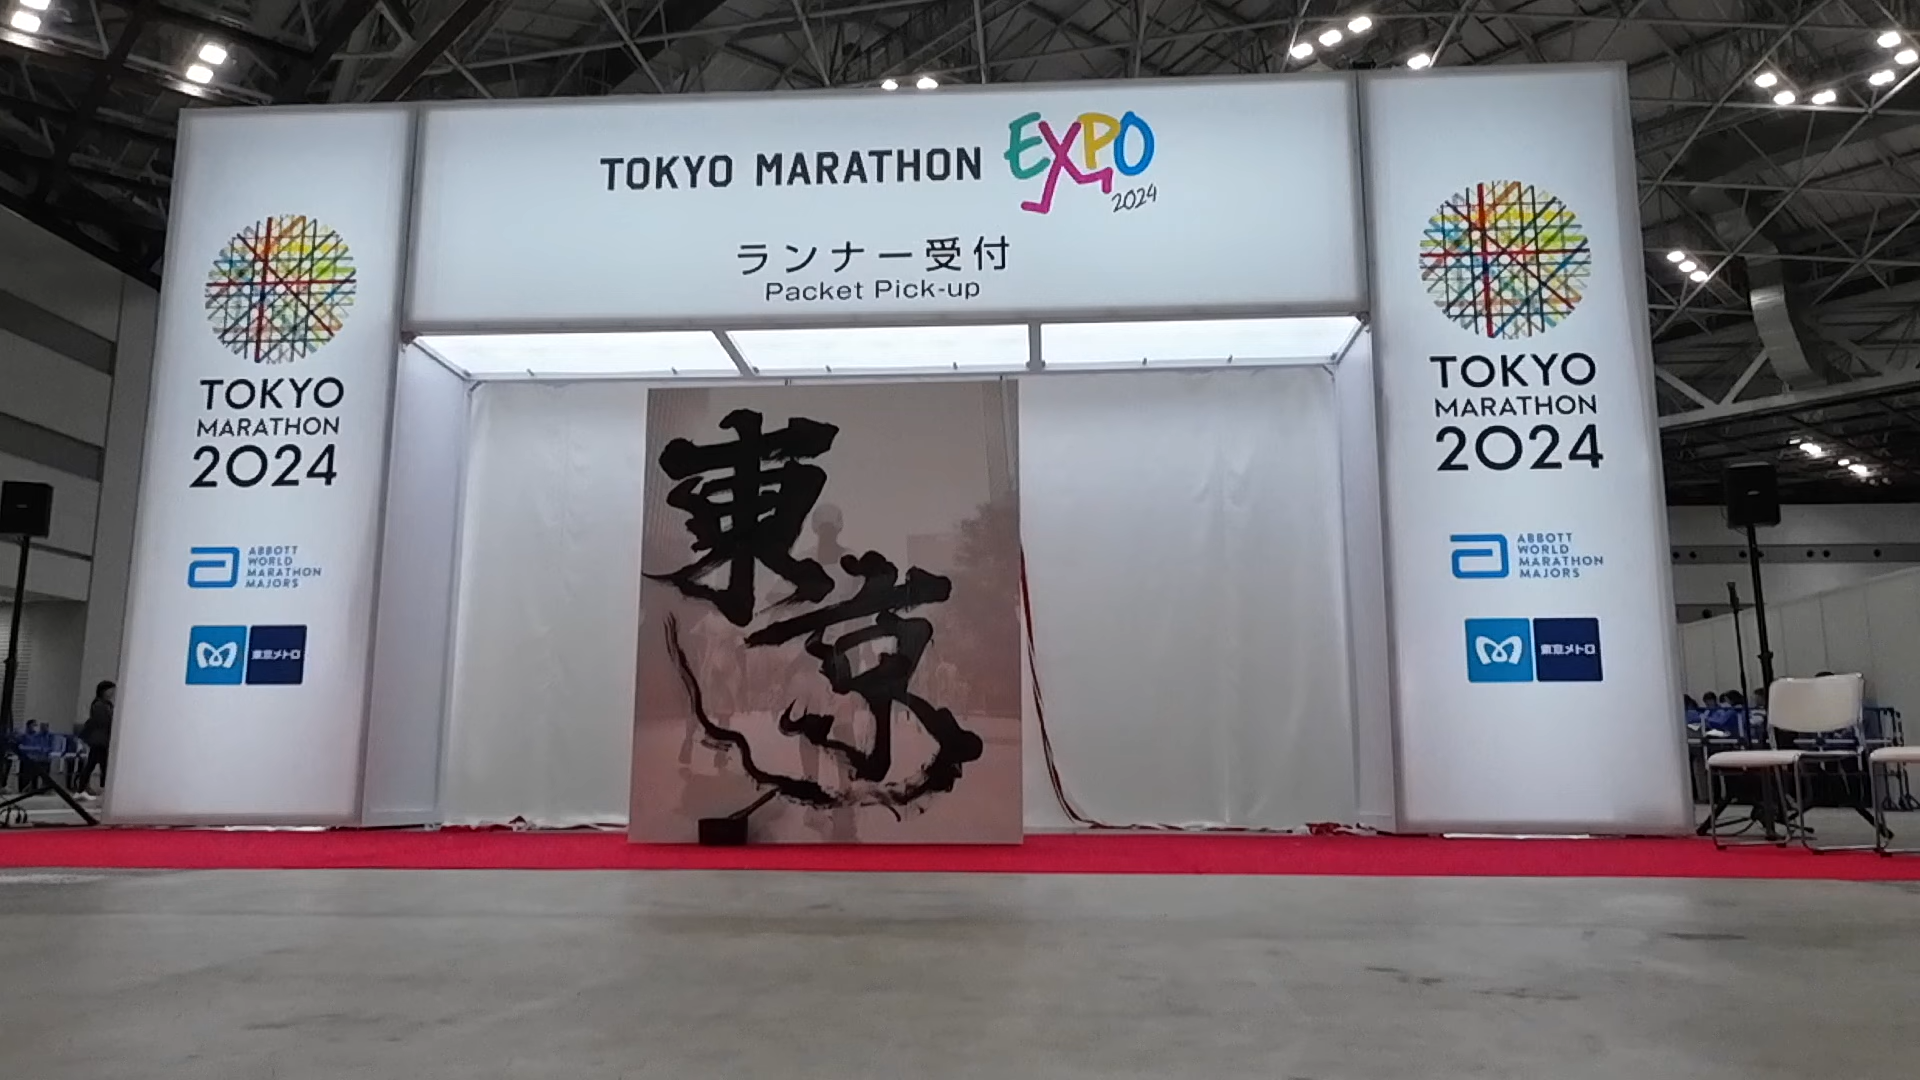 TOKYO MARATHON EXPO 2024
ランナー受付
Packet Pick-up
TOKYO
MARATHON
2024
ABBOTT
WORLD
MARATHON
MAJORS
東京メトロ
東京
TOKYO
MARATHON
2024
ABBOTT
WORLD
MARATHON
MAJORS
東京メトロ